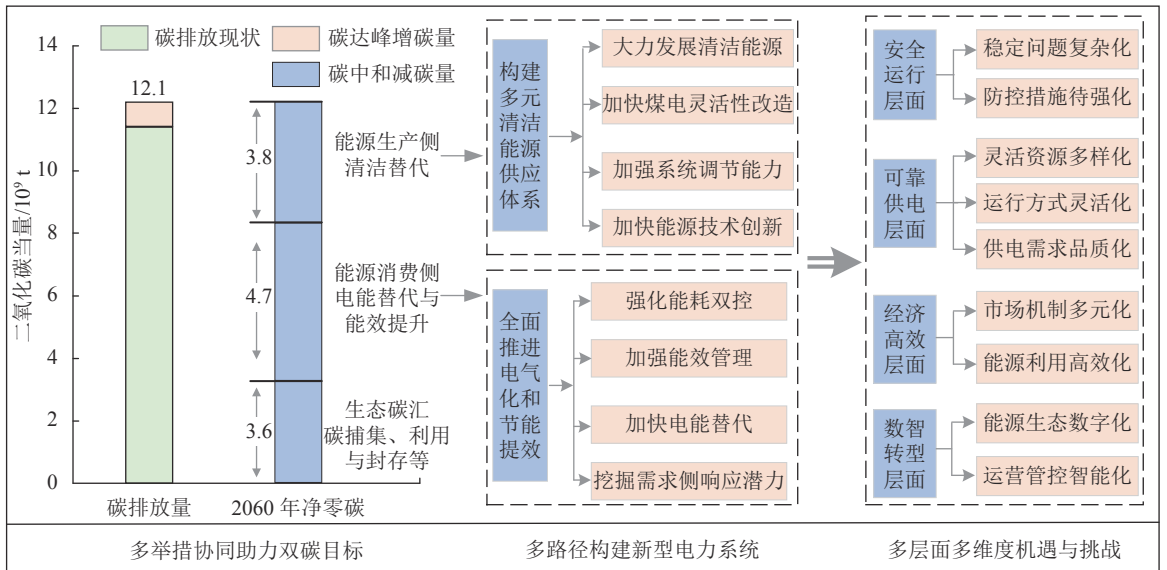 二氧化碳当量/10⁹ t
14
12
10
8
6
4
2
0
碳排放现状
碳达峰增碳量
碳中和减碳量
12.1
3.8
4.7
3.6
碳排放量
2060 年净零碳
能源生产侧
清洁替代
能源消费侧
电能替代与
能效提升
生态碳汇
碳捕集、利用
与封存等
多举措协同助力双碳目标
构建
多元
清洁
能源
供应
体系
大力发展清洁能源
加快煤电灵活性改造
加强系统调节能力
加快能源技术创新
全面
推进
电气
化和
节能
提效
强化能耗双控
加强能效管理
加快电能替代
挖掘需求侧响应潜力
多路径构建新型电力系统
安全
运行
层面
稳定问题复杂化
防控措施待强化
可靠
供电
层面
灵活资源多样化
运行方式灵活化
供电需求品质化
经济
高效
层面
市场机制多元化
能源利用高效化
数智
转型
层面
能源生态数字化
运营管控智能化
多层面多维度机遇与挑战